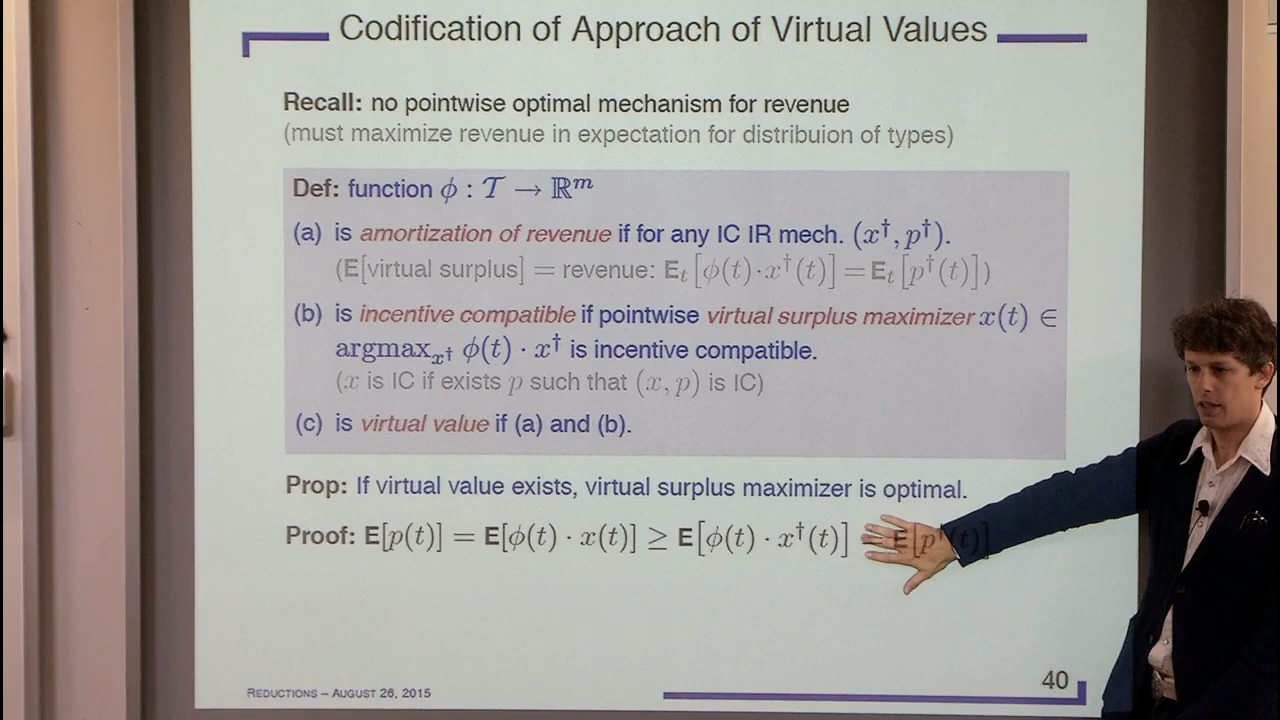 Codification of Approach of Virtual Values
Recall: no pointwise optimal mechanism for revenue
(must maximize revenue in expectation for distribuion of types)
Def: function ϕ : 𝒯 → ℝᵐ
(a) is amortization of revenue if for any IC IR mech. (x†, p†).
(E[virtual surplus] = revenue: Eₜ[ϕ(t)·x†(t)] = Eₜ[p†(t)])
(b) is incentive compatible if pointwise virtual surplus maximizer x(t) ∈
argmaxₓ† ϕ(t) · x† is incentive compatible.
(x is IC if exists p such that (x, p) is IC)
(c) is virtual value if (a) and (b).
Prop: If virtual value exists, virtual surplus maximizer is optimal.
Proof: E[p(t)] = E[ϕ(t) · x(t)] ≥ E[ϕ(t) · x†(t)] = E[p†(t)]
40
REDUCTIONS – AUGUST 26, 2015